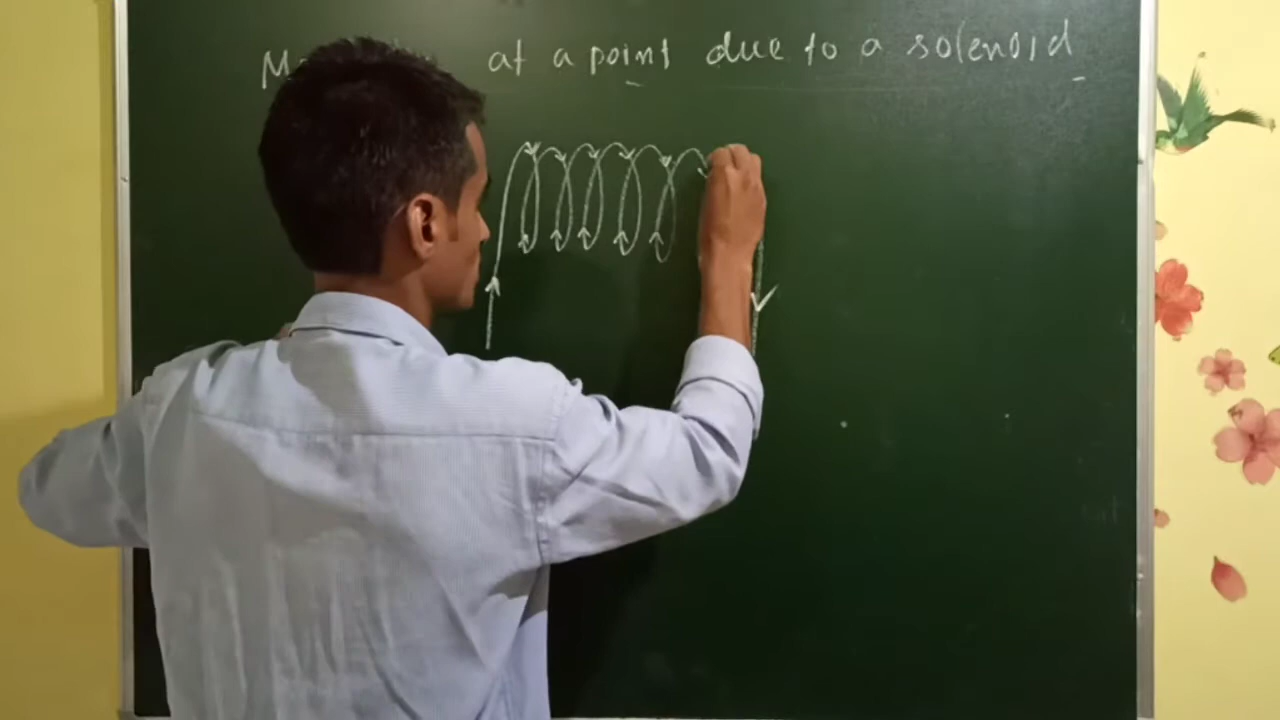 at a point due to a solenoid